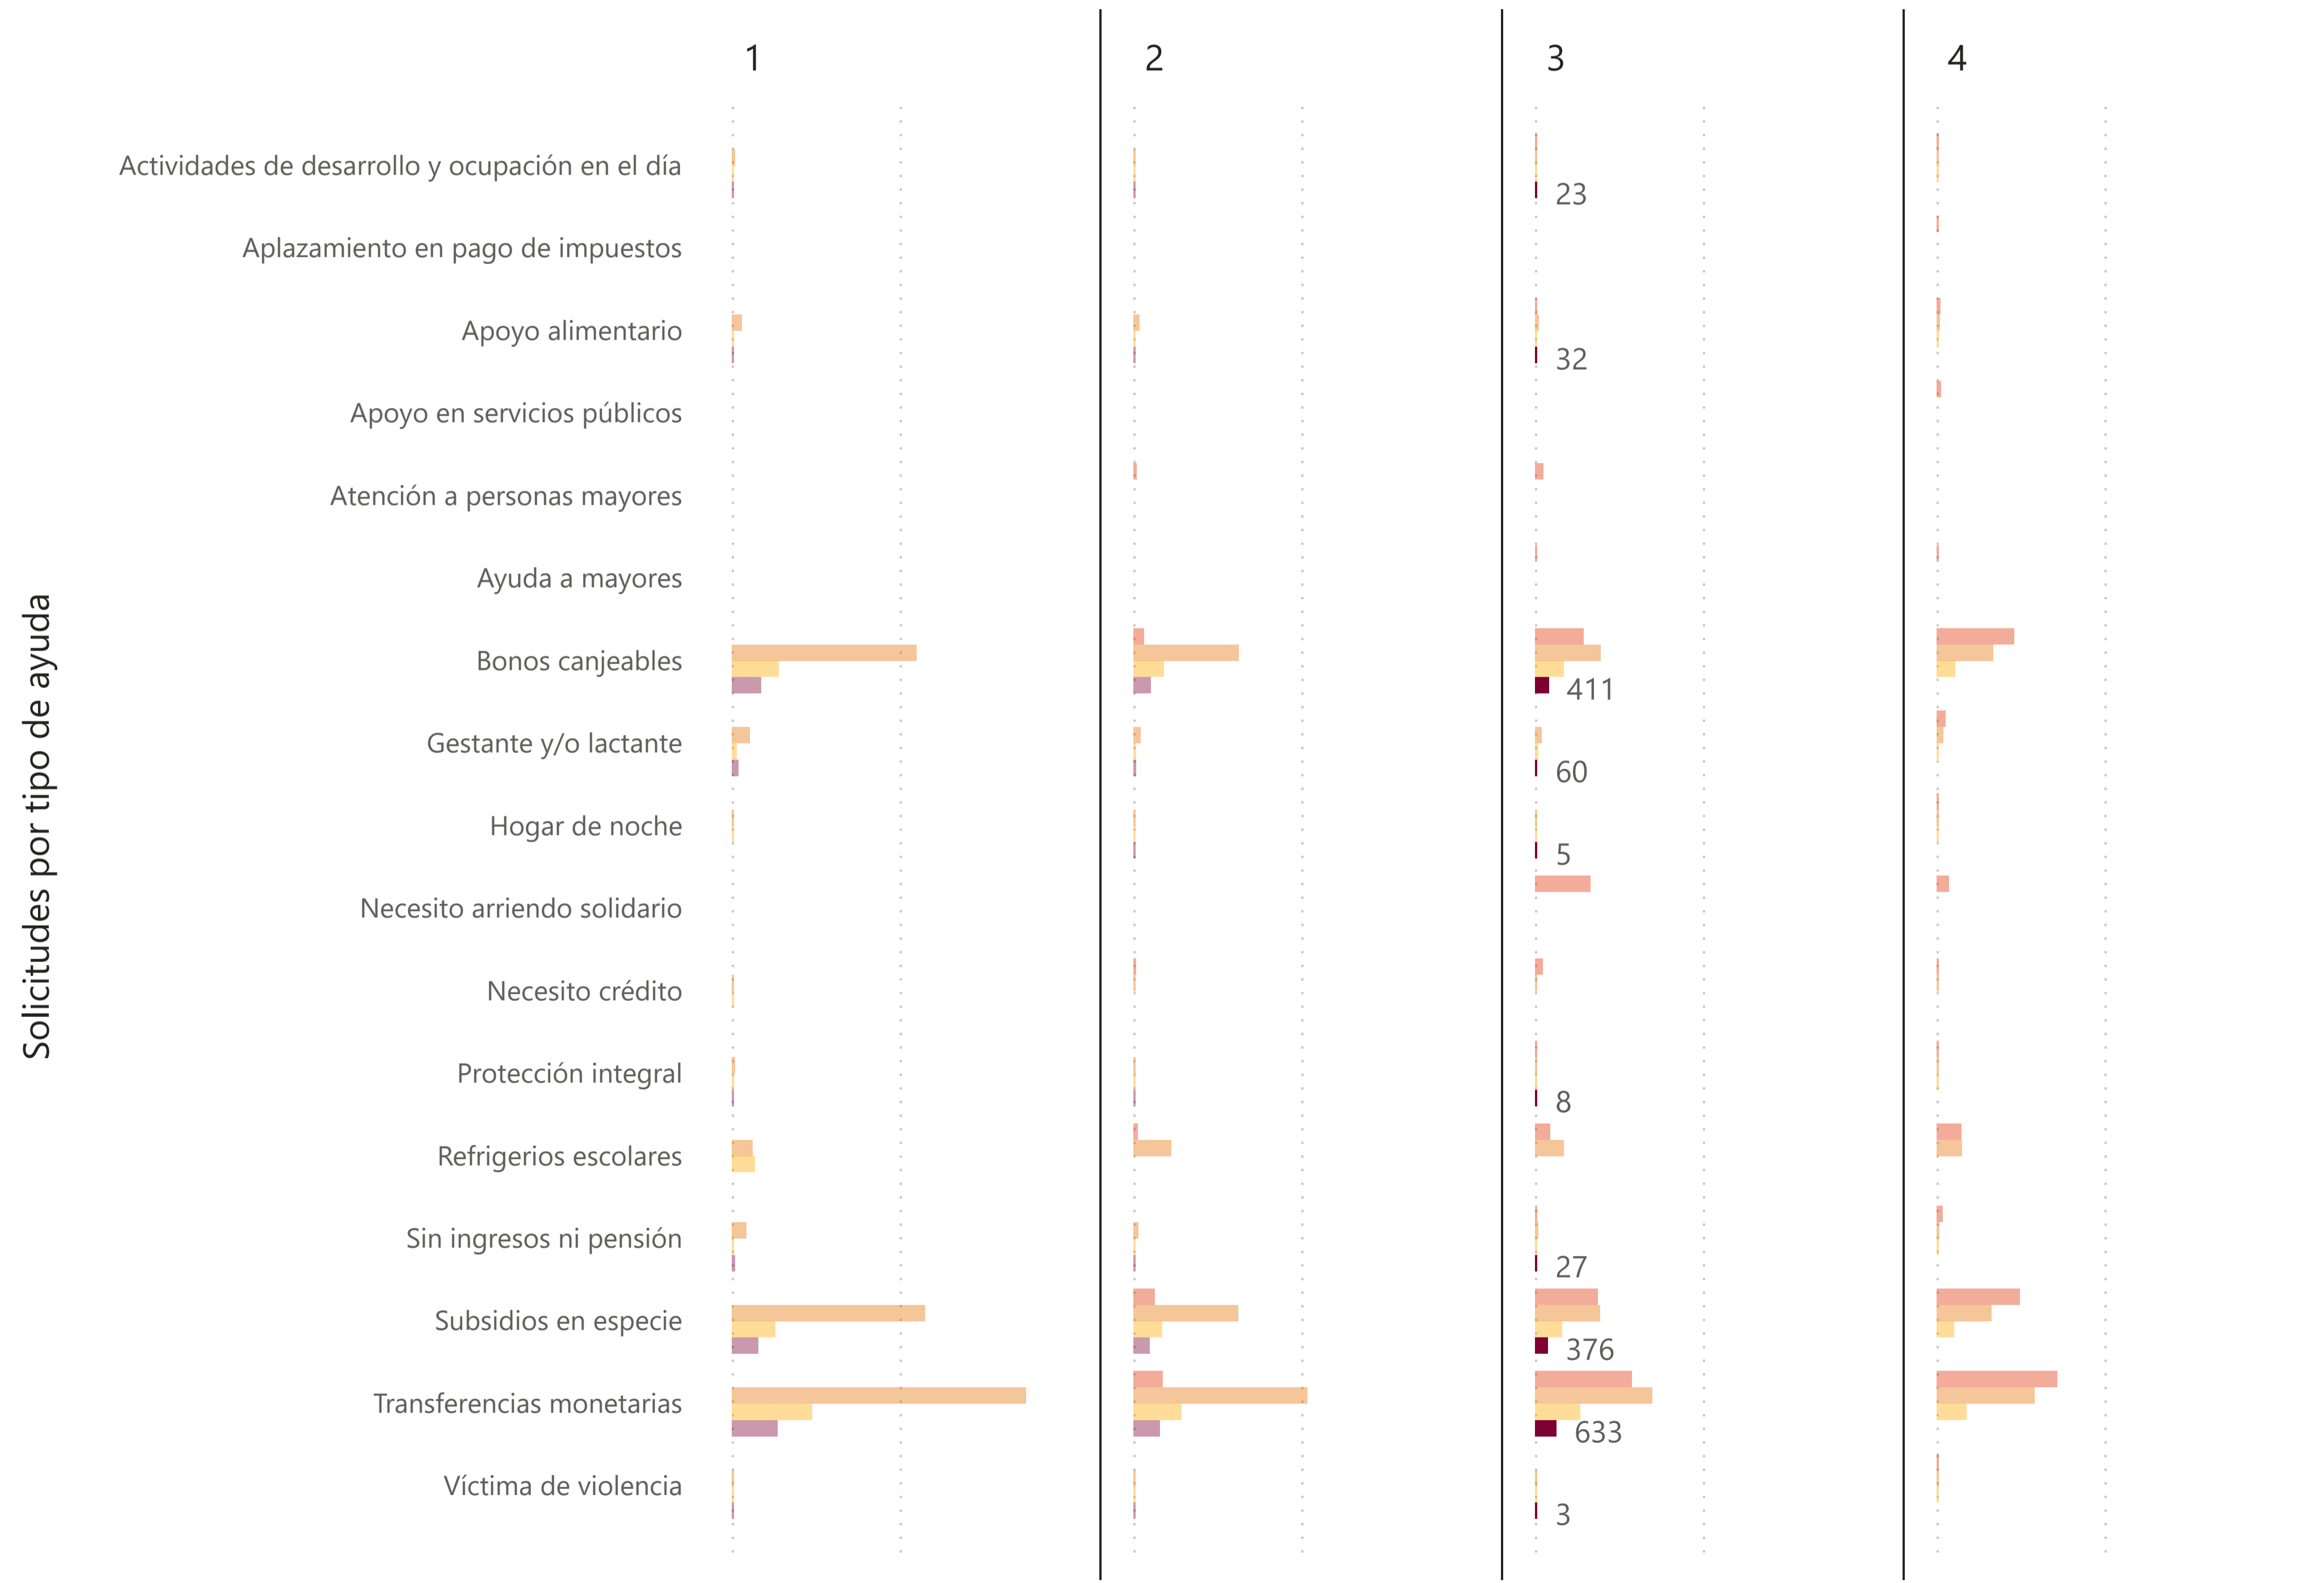 1
2
3
4
Solicitudes por tipo de ayuda
Actividades de desarrollo y ocupación en el día
23
Aplazamiento en pago de impuestos
Apoyo alimentario
32
Apoyo en servicios públicos
Atención a personas mayores
Ayuda a mayores
Bonos canjeables
411
Gestante y/o lactante
60
Hogar de noche
5
Necesito arriendo solidario
Necesito crédito
Protección integral
8
Refrigerios escolares
Sin ingresos ni pensión
27
Subsidios en especie
376
Transferencias monetarias
633
Víctima de violencia
3